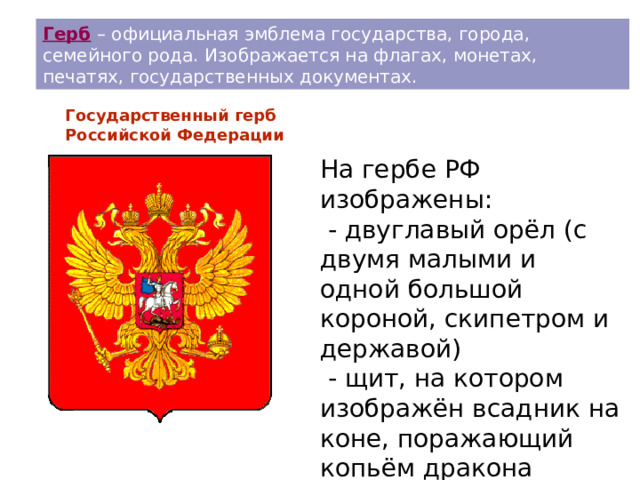 Герб – официальная эмблема государства, города,
семейного рода. Изображается на флагах, монетах,
печатях, государственных документах.
Государственный герб
Российской Федерации
На гербе РФ
изображены:
- двуглавый орёл (с
двумя малыми и
одной большой
короной, скипетром и
державой)
- щит, на котором
изображён всадник на
коне, поражающий
копьём дракона